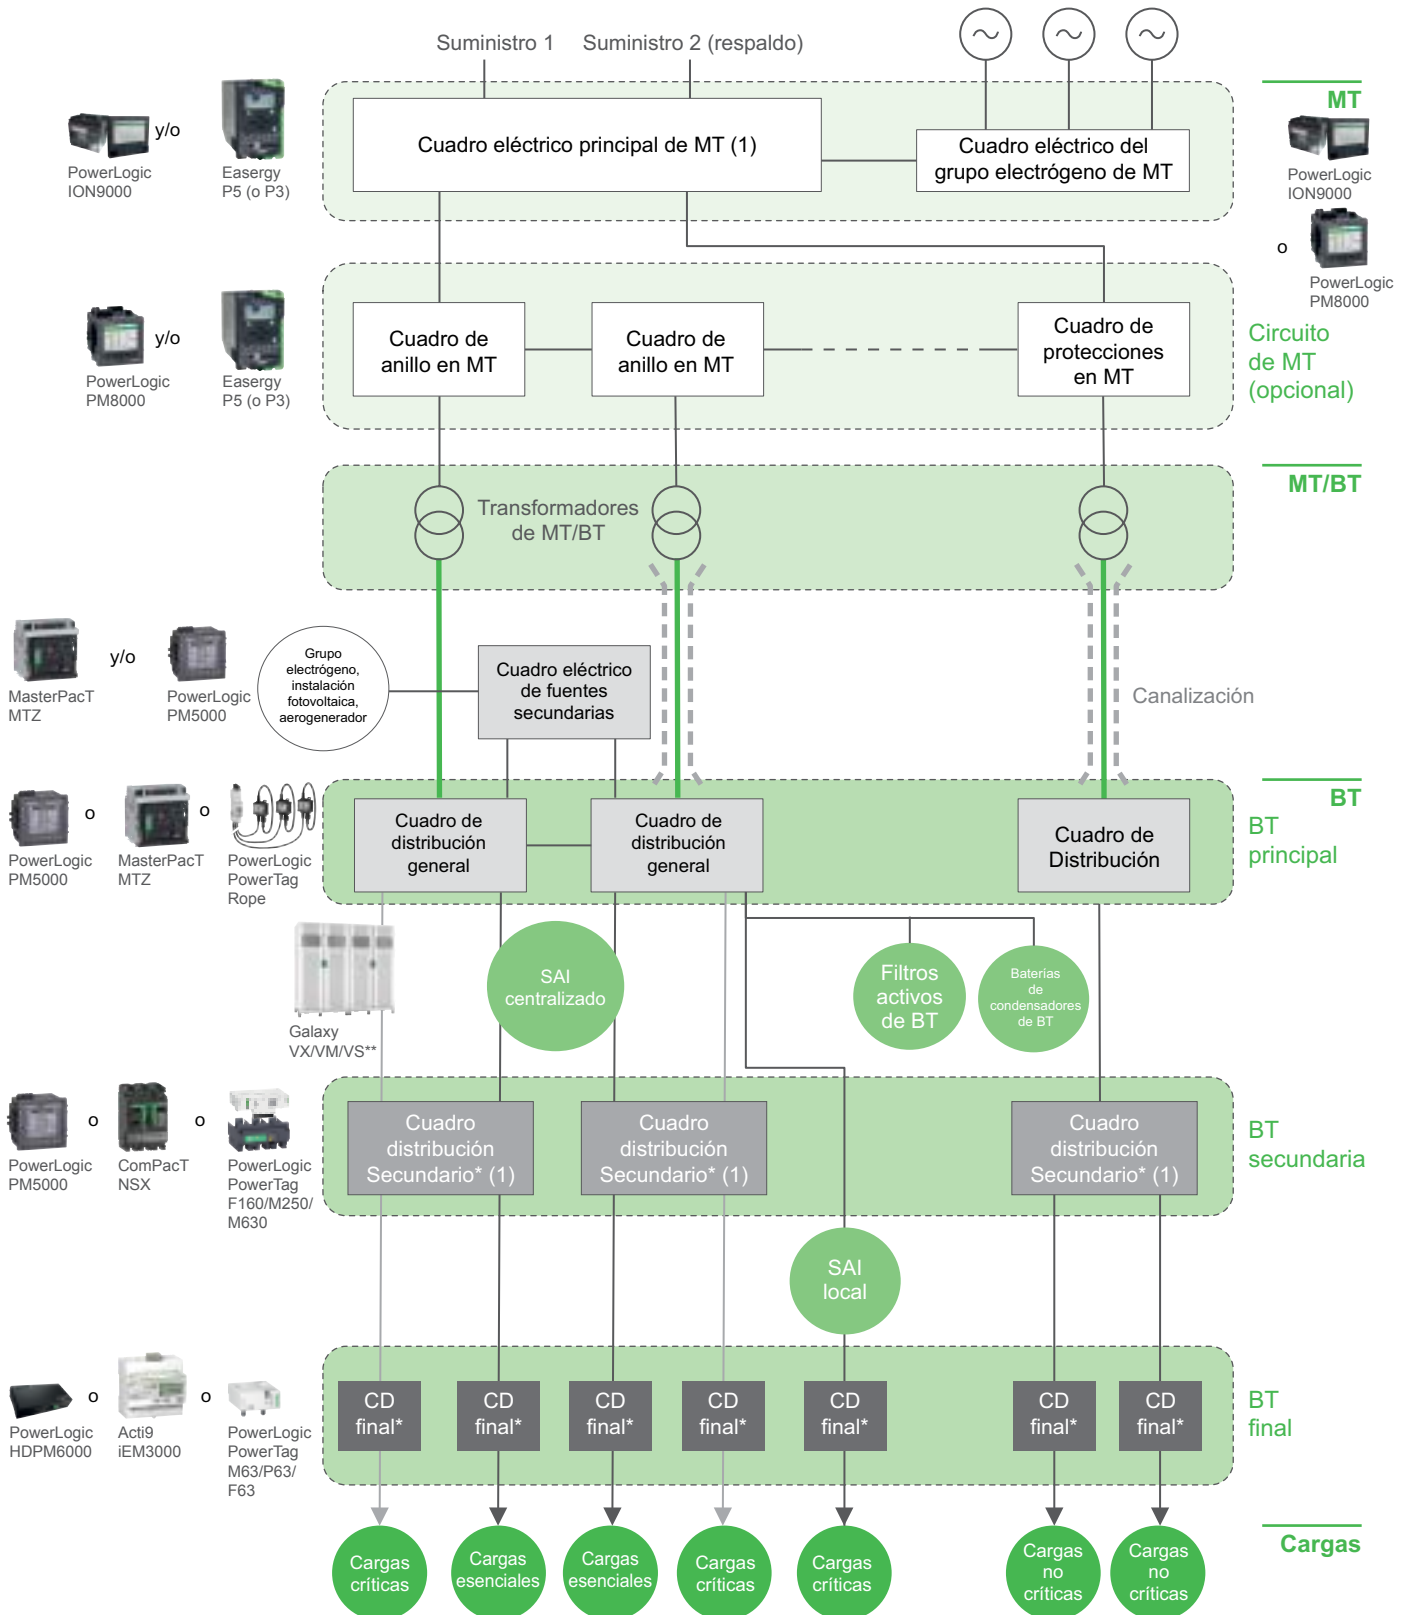 Suministro 1
Suministro 2 (respaldo)
MT
Cuadro eléctrico principal de MT (1)
Cuadro eléctrico del
grupo electrógeno de MT
y/o
PowerLogic
ION9000
Easergy
P5 (o P3)
PowerLogic
ION9000
o
PowerLogic
PM8000
y/o
PowerLogic
PM8000
Easergy
P5 (o P3)
Cuadro de
anillo en MT
Cuadro de
anillo en MT
Cuadro de
protecciones
en MT
Circuito
de MT
(opcional)
MT/BT
Transformadores
de MT/BT
y/o
MasterPacT
MTZ
PowerLogic
PM5000
Grupo
electrógeno,
instalación
fotovoltaica,
aerogenerador
Cuadro eléctrico
de fuentes
secundarias
Canalización
BT
BT
principal
o
o
PowerLogic
PM5000
MasterPacT
MTZ
PowerLogic
PowerTag
Rope
Cuadro de
distribución
general
Cuadro de
distribución
general
Cuadro de
Distribución
Galaxy
VX/VM/VS**
SAI
centralizado
Filtros
activos
de BT
Baterías
de
condensadores
de BT
o
o
PowerLogic
PM5000
ComPacT
NSX
PowerLogic
PowerTag
F160/M250/
M630
Cuadro
distribución
Secundario* (1)
Cuadro
distribución
Secundario* (1)
Cuadro
distribución
Secundario* (1)
BT
secundaria
SAI
local
o
o
PowerLogic
HDPM6000
Acti9
iEM3000
PowerLogic
PowerTag
M63/P63/
F63
CD
final*
CD
final*
CD
final*
CD
final*
CD
final*
CD
final*
CD
final*
BT
final
Cargas
Cargas
críticas
Cargas
esenciales
Cargas
esenciales
Cargas
críticas
Cargas
críticas
Cargas
no
críticas
Cargas
no
críticas